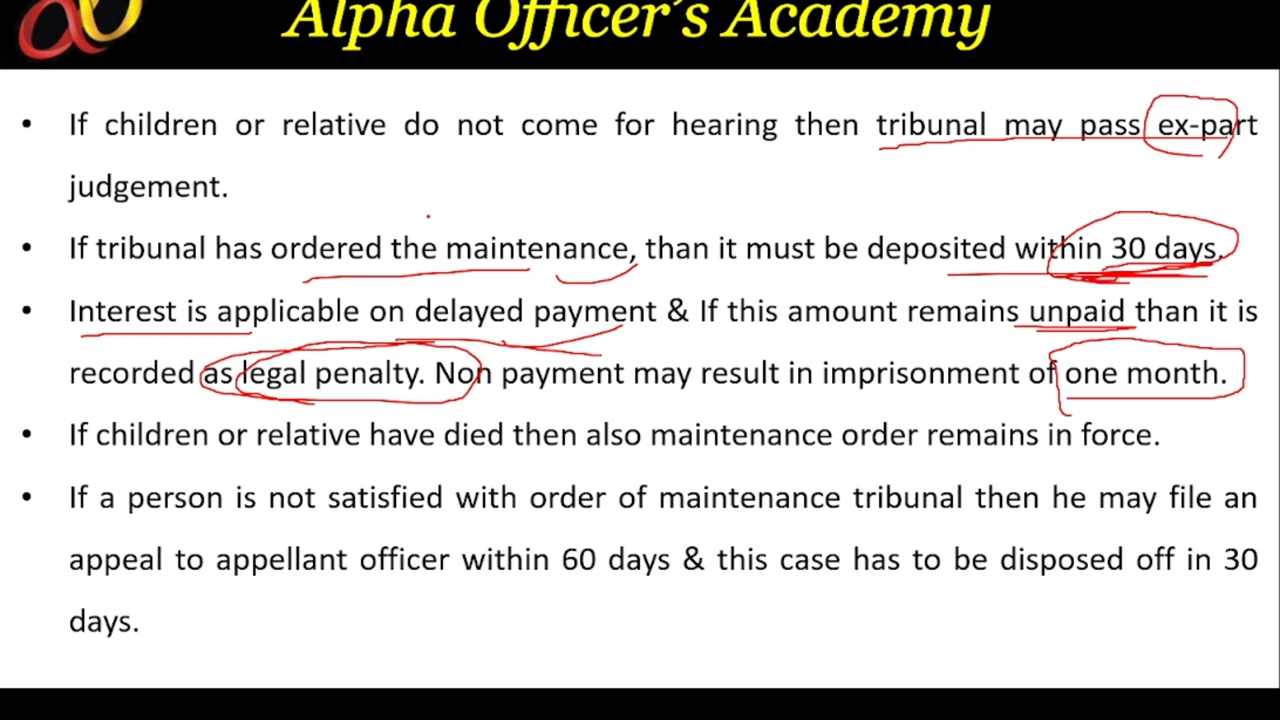 Alpha Officer's Academy
• If children or relative do not come for hearing then tribunal may pass ex-part
judgement.
• If tribunal has ordered the maintenance, than it must be deposited within 30 days.
• Interest is applicable on delayed payment & If this amount remains unpaid than it is
recorded as legal penalty. Non payment may result in imprisonment of one month.
• If children or relative have died then also maintenance order remains in force.
• If a person is not satisfied with order of maintenance tribunal then he may file an
appeal to appellant officer within 60 days & this case has to be disposed off in 30
days.